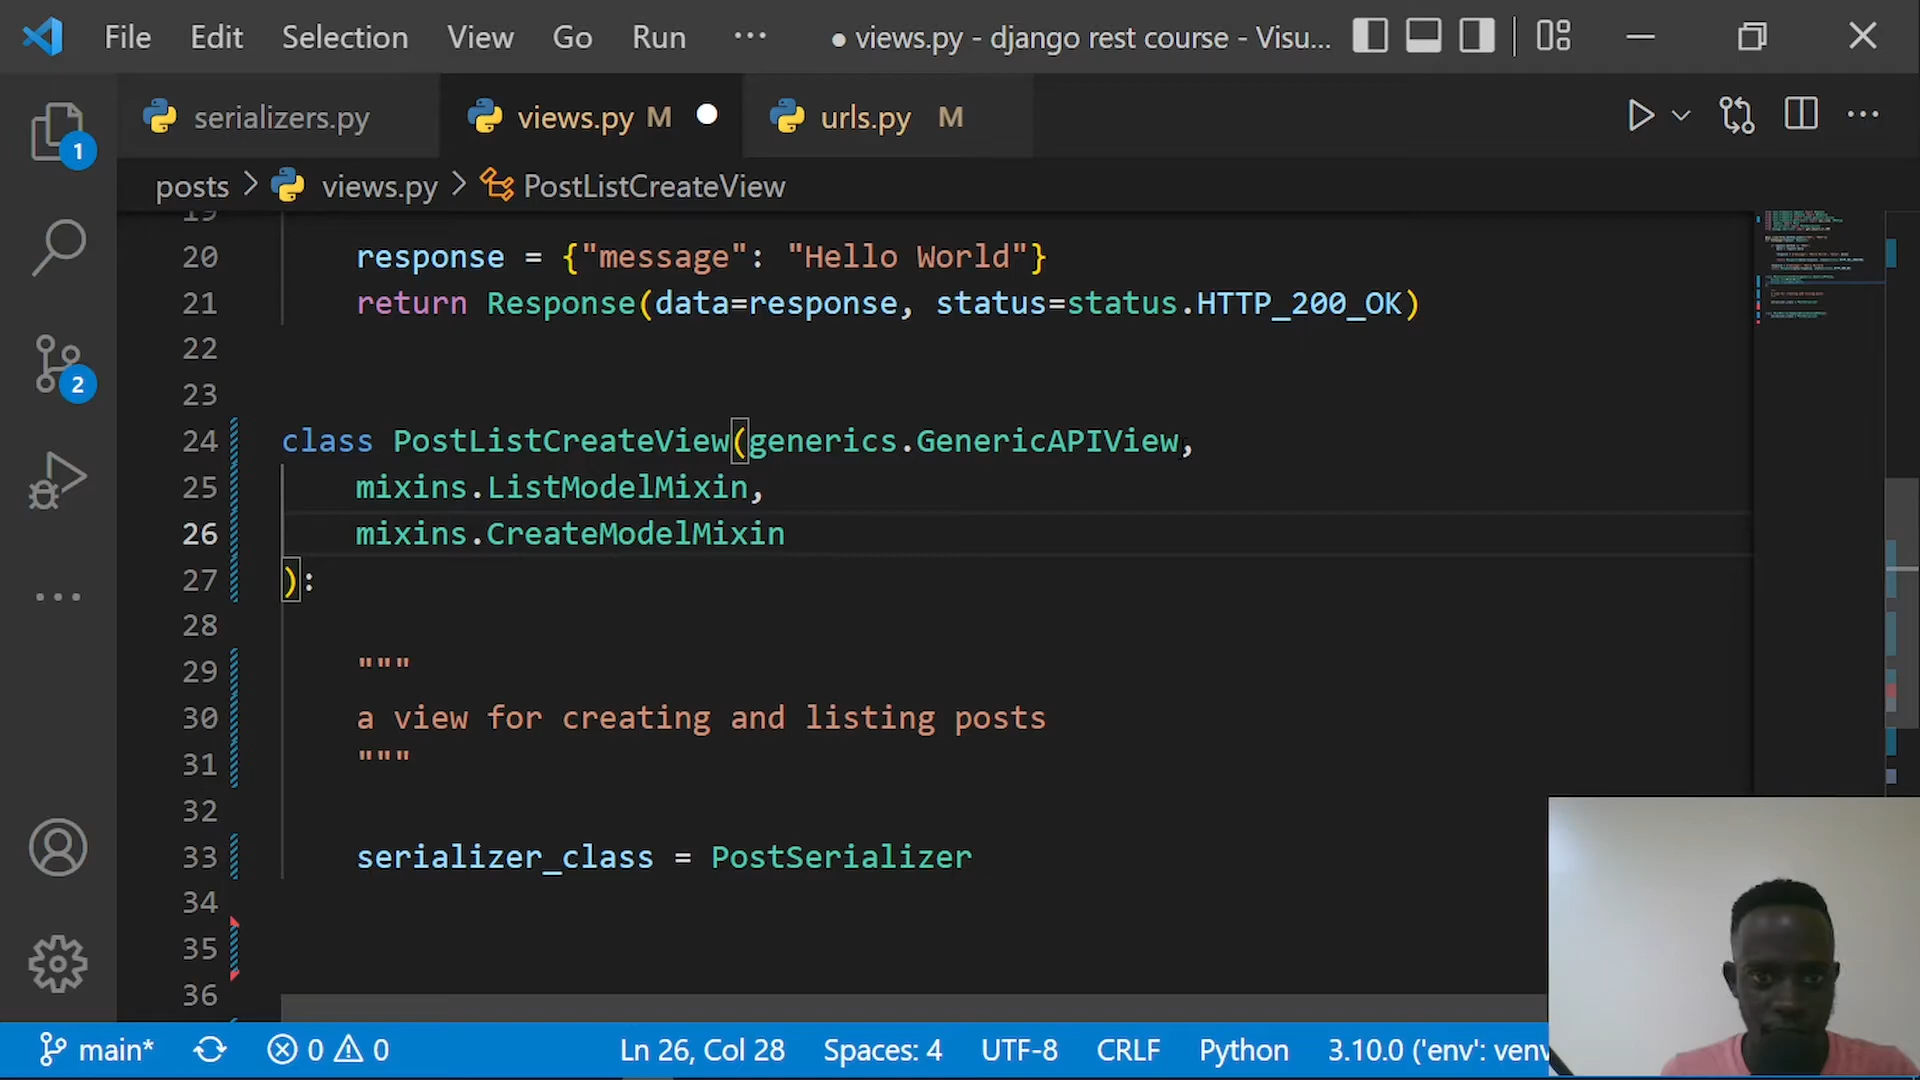 File Edit Selection View Go Run ··· ● views.py - django rest course - Visu...
serializers.py views.py M ● urls.py M
1
posts > views.py > PostListCreateView
19
20 response = {"message": "Hello World"}
21 return Response(data=response, status=status.HTTP_200_OK)
22
23
24 class PostListCreateView(generics.GenericAPIView,
25 mixins.ListModelMixin,
26 mixins.CreateModelMixin
27 ):
28
29 """
30 a view for creating and listing posts
31 """
32
33 serializer_class = PostSerializer
34
35
36
2
main* 0 0 Ln 26, Col 28 Spaces: 4 UTF-8 CRLF Python 3.10.0 ('env': venv